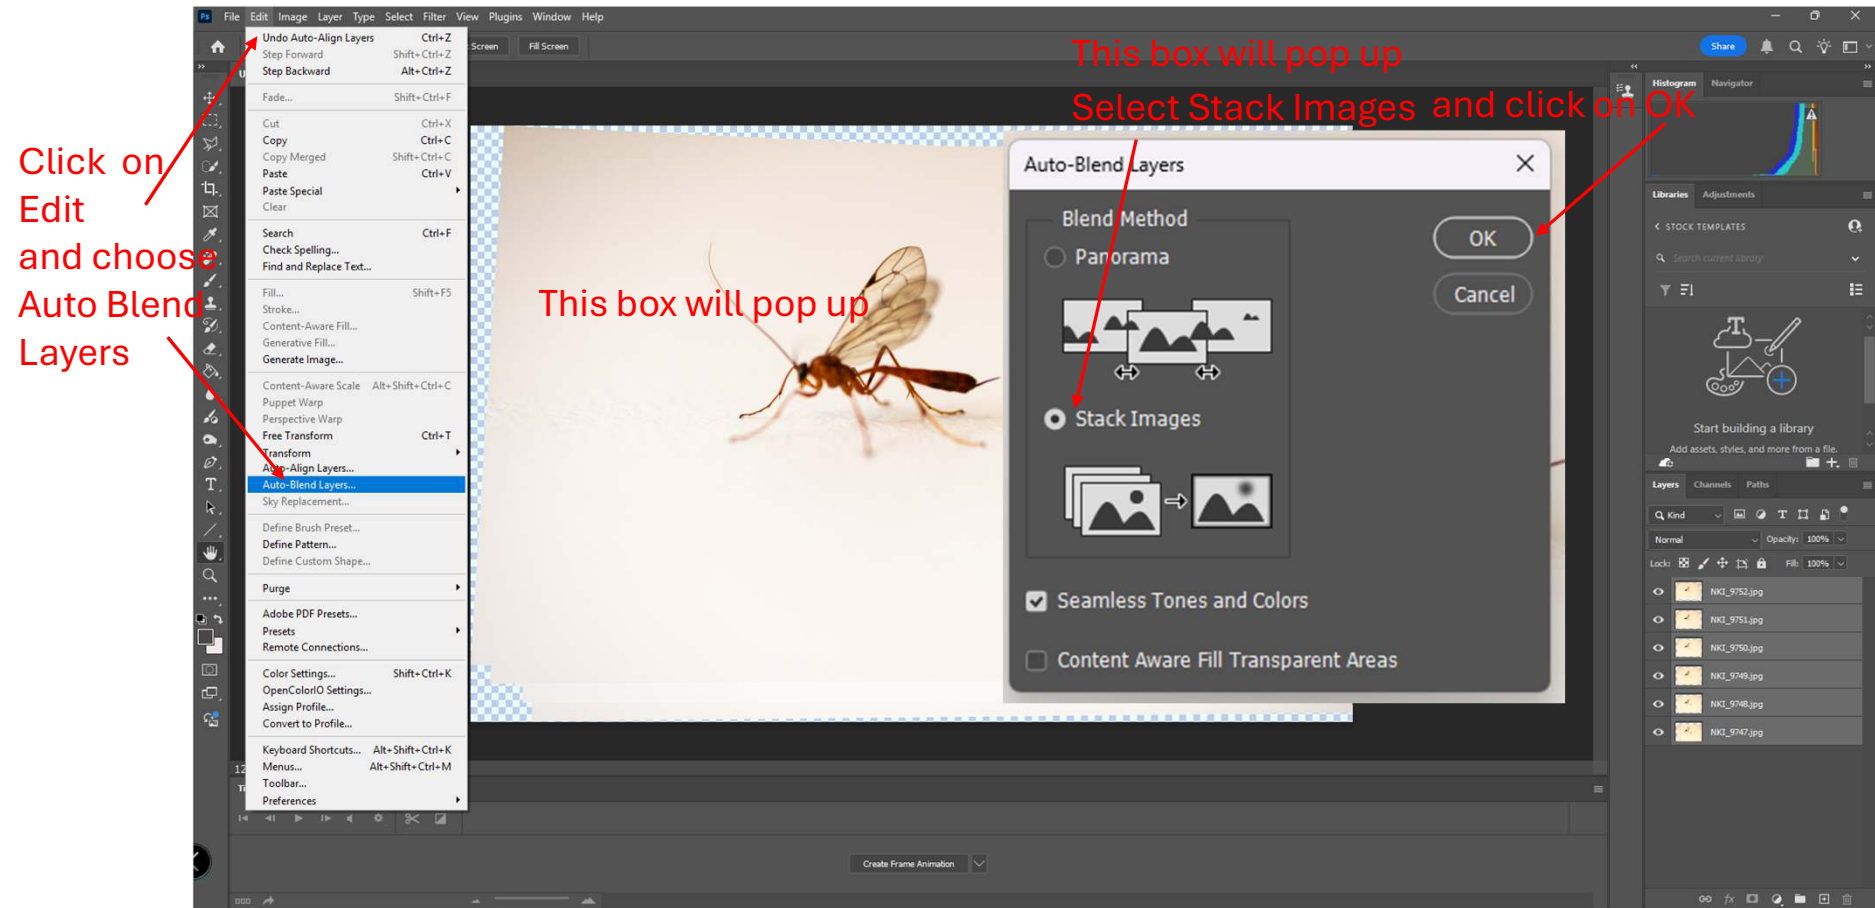 Ps File Edit Image Layer Type Select Filter View Plugins Window Help
Screen Fill Screen
Share
This box will pop up
Select Stack Images and click on OK
Click on
Edit
and choose
Auto Blend
Layers
Undo Auto-Align Layers Ctrl+Z
Step Forward Shift+Ctrl+Z
Step Backward Alt+Ctrl+Z
Fade... Shift+Ctrl+F
Cut Ctrl+X
Copy Ctrl+C
Copy Merged Shift+Ctrl+C
Paste Ctrl+V
Paste Special
Clear
Search Ctrl+F
Check Spelling...
Find and Replace Text...
Fill... Shift+F5
Stroke...
Content-Aware Fill...
Generative Fill...
Generate Image...
Content-Aware Scale Alt+Shift+Ctrl+C
Puppet Warp
Perspective Warp
Free Transform Ctrl+T
Transform
Auto-Align Layers...
Auto-Blend Layers...
Sky Replacement...
Define Brush Preset...
Define Pattern...
Define Custom Shape...
Purge
Adobe PDF Presets...
Presets
Remote Connections...
Color Settings... Shift+Ctrl+K
OpenColorIO Settings...
Assign Profile...
Convert to Profile...
Keyboard Shortcuts... Alt+Shift+Ctrl+K
Menus... Alt+Shift+Ctrl+M
Toolbar...
Preferences
This box will pop up
Auto-Blend Layers
Blend Method
Panorama
Stack Images
OK
Cancel
Seamless Tones and Colors
Content Aware Fill Transparent Areas
Histogram Navigator
Libraries Adjustments
STOCK TEMPLATES
Search current library
Start building a library
Add assets, styles, and more from a file.
Layers Channels Paths
Kind
Normal Opacity: 100%
Lock: Fill: 100%
NKI_9752.jpg
NKI_9751.jpg
NKI_9750.jpg
NKI_9749.jpg
NKI_9748.jpg
NKI_9747.jpg
Create Frame Animation